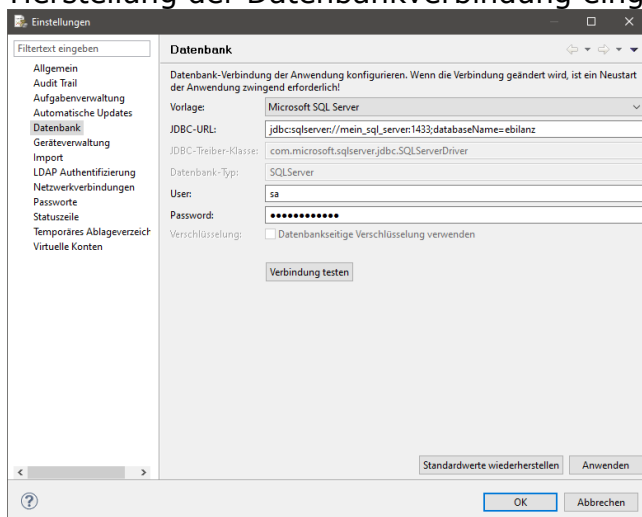 Herstellung der Datenbankverbindung eing
Einstellungen
Filtertext eingeben
Allgemein
Audit Trail
Aufgabenverwaltung
Automatische Updates
Datenbank
Geräteverwaltung
Import
LDAP Authentifizierung
Netzwerkverbindungen
Passworte
Statuszeile
Temporäres Ablageverzeich
Virtuelle Konten
Datenbank
Datenbank-Verbindung der Anwendung konfigurieren. Wenn die Verbindung geändert wird, ist ein Neustart
der Anwendung zwingend erforderlich!
Vorlage: Microsoft SQL Server
JDBC-URL: jdbc:sqlserver://mein_sql_server:1433;databaseName=ebilanz
JDBC-Treiber-Klasse: com.microsoft.sqlserver.jdbc.SQLServerDriver
Datenbank-Typ: SQLServer
User: sa
Password: ●●●●●●●●●●●●
Verschlüsselung: Datenbankseitige Verschlüsselung verwenden
Verbindung testen
Standardwerte wiederherstellen Anwenden
OK Abbrechen